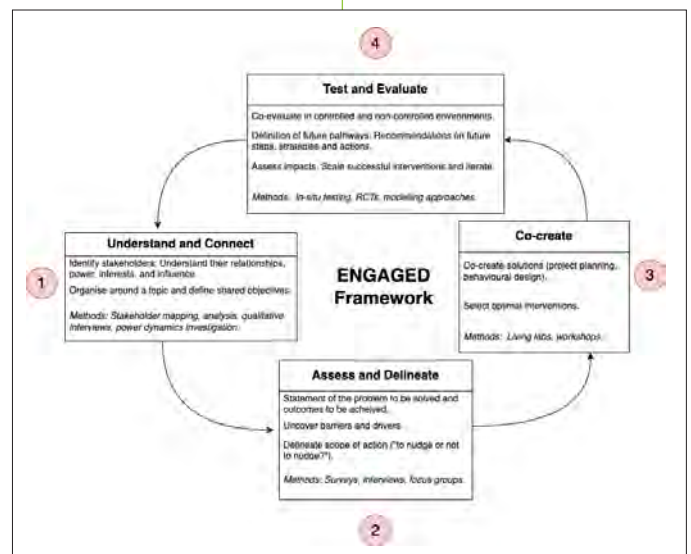 4
Test and Evaluate
Co-evaluate in controlled and non-controlled environments.
Definition of future pathways: Recommendations on future
steps, strategies and actions.
Assess impacts. Scale successful interventions and iterate.
Methods: In-situ testing, RCTs, modelling approaches.
1
Understand and Connect
Identify stakeholders: Understand their relationships,
power, interests, and influence.
Organise around a topic and define shared objectives.
Methods: Stakeholder mapping, analysis, qualitative
interviews, power dynamics investigation.
ENGAGED
Framework
Co-create
3
Co-create solutions (project planning,
behavioural design).
Select optimal interventions.
Methods: Living labs, workshops.
Assess and Delineate
Statement of the problem to be solved and
outcomes to be acheived.
Uncover barriers and drivers
Delineate scope of action ("to nudge or not
to nudge?").
Methods: Surveys, interviews, focus groups.
2